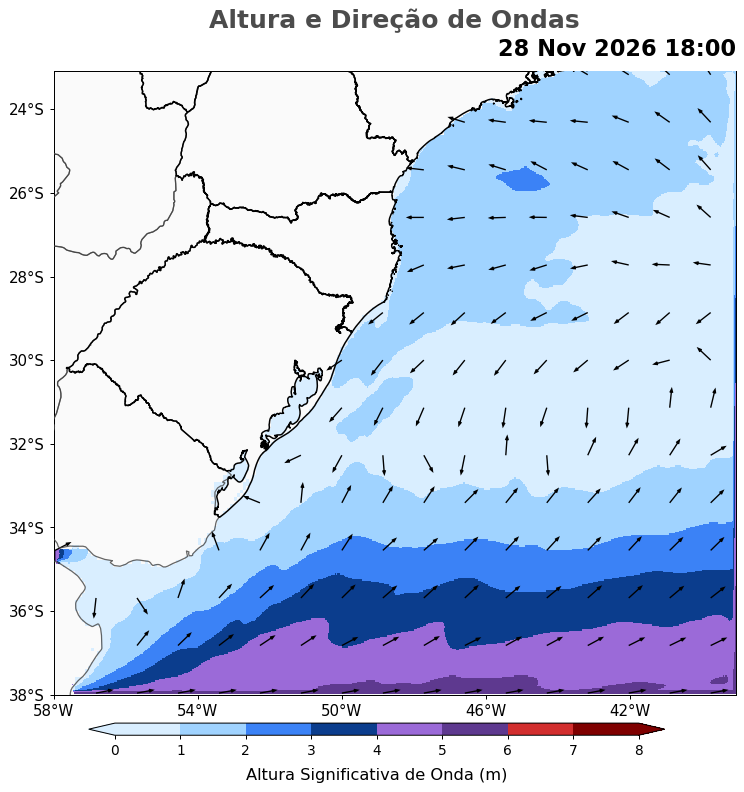 Altura e Direção de Ondas
28 Nov 2026 18:00
24°S
26°S
28°S
30°S
32°S
34°S
36°S
38°S
58°W 54°W 50°W 46°W 42°W
0 1 2 3 4 5 6 7 8
Altura Significativa de Onda (m)